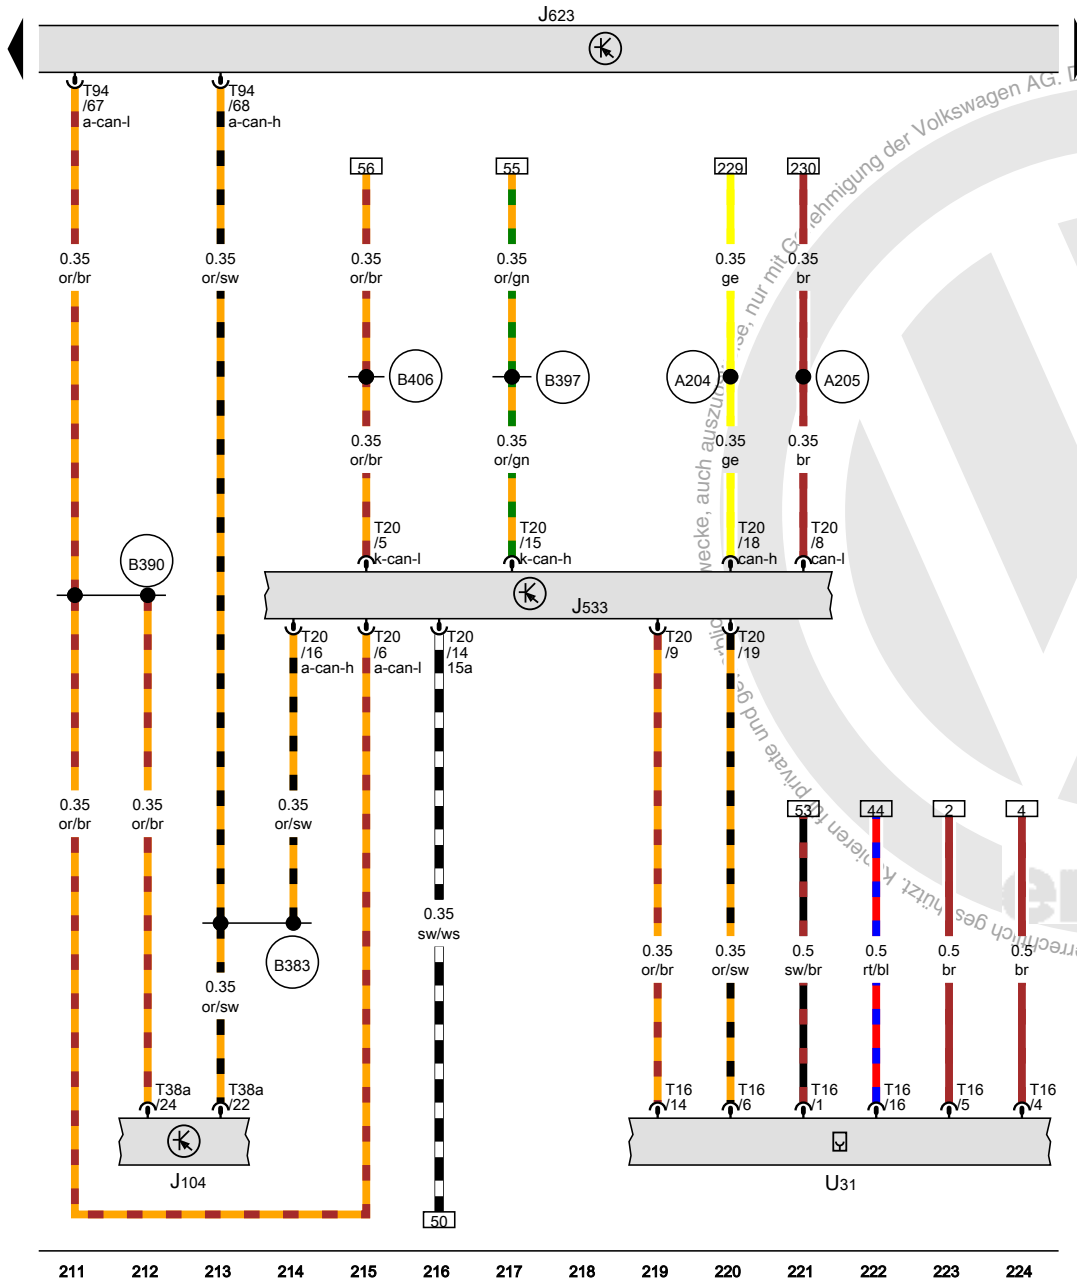 J623
T94
/67
a-can-l
T94
/68
a-can-h
56
55
229
230
0.35
or/br
0.35
or/sw
0.35
or/br
0.35
or/gn
0.35
ge
0.35
br
B406
B397
A204
A205
0.35
or/br
0.35
or/gn
0.35
ge
0.35
br
T20
/5
k-can-l
T20
/15
k-can-h
T20
/18
can-h
T20
/8
can-l
B390
J533
T20
/16
a-can-h
T20
/6
a-can-l
T20
/14
15a
T20
/9
T20
/19
0.35
or/br
0.35
or/br
0.35
or/sw
53
44
2
4
0.35
sw/ws
B383
0.35
or/sw
0.35
or/br
0.35
or/sw
0.5
sw/br
0.5
rt/bl
0.5
br
0.5
br
T38a
/24
T38a
/22
T16
/14
T16
/6
T16
/1
T16
/16
T16
/5
T16
/4
J104
U31
50
211 212 213 214 215 216 217 218 219 220 221 222 223 224
nur mit
der Volkswagen AG.
auch
private und